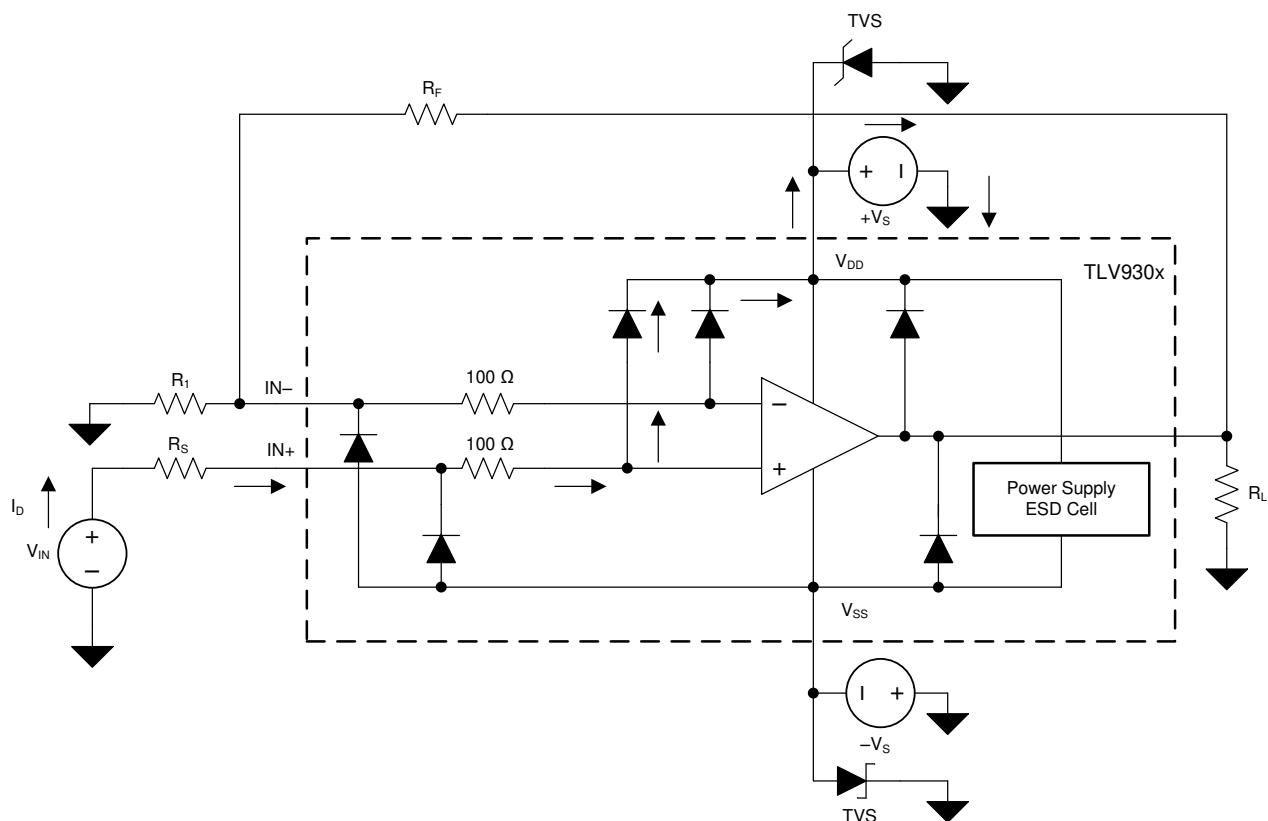 TVS
R_F
+ –
+V_S
V_DD
TLV930x
R_1
IN–
100 Ω
–
R_S
IN+
100 Ω
+
I_D
V_IN
+
–
Power Supply
ESD Cell
R_L
V_SS
– +
–V_S
TVS